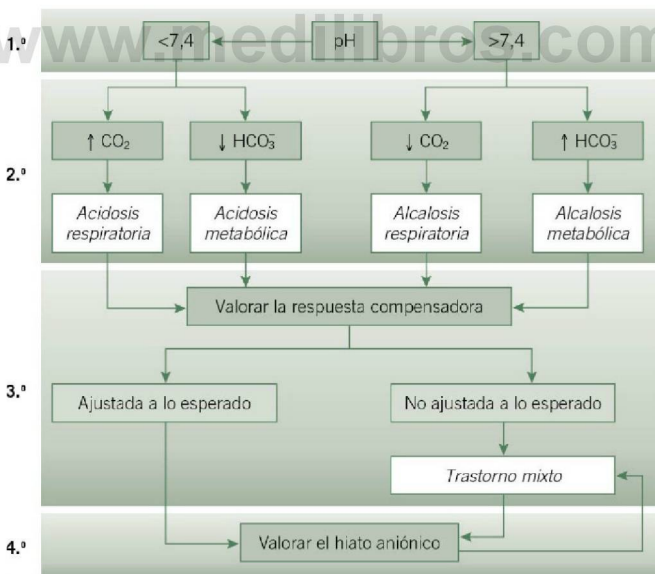 www.medilibros.com
1.º
<7,4
pH
>7,4
2.º
↑ CO₂
↓ HCO₃⁻
↓ CO₂
↑ HCO₃⁻
Acidosis
respiratoria
Acidosis
metabólica
Alcalosis
respiratoria
Alcalosis
metabólica
Valorar la respuesta compensadora
3.º
Ajustada a lo esperado
No ajustada a lo esperado
Trastorno mixto
4.º
Valorar el hiato aniónico